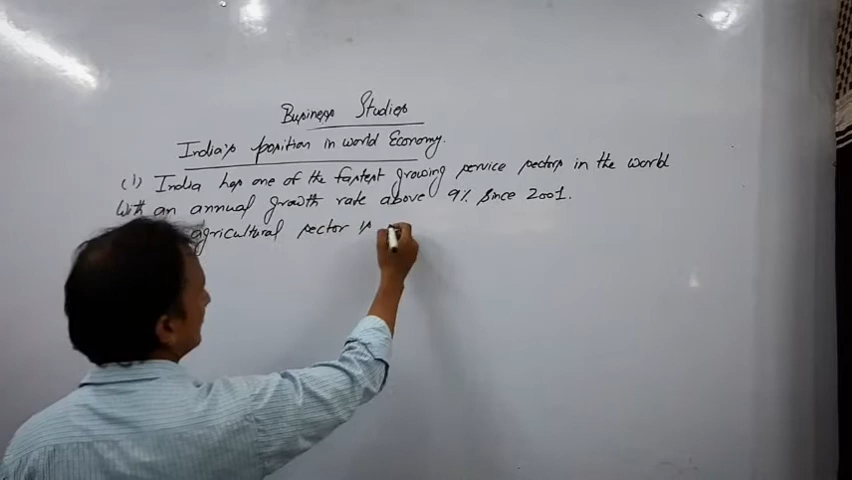 Business Studies
India's position in world Economy.
(1) India has one of the fastest growing service sectors in the world
With an annual growth rate above 9% since 2001.
agricultural sector is